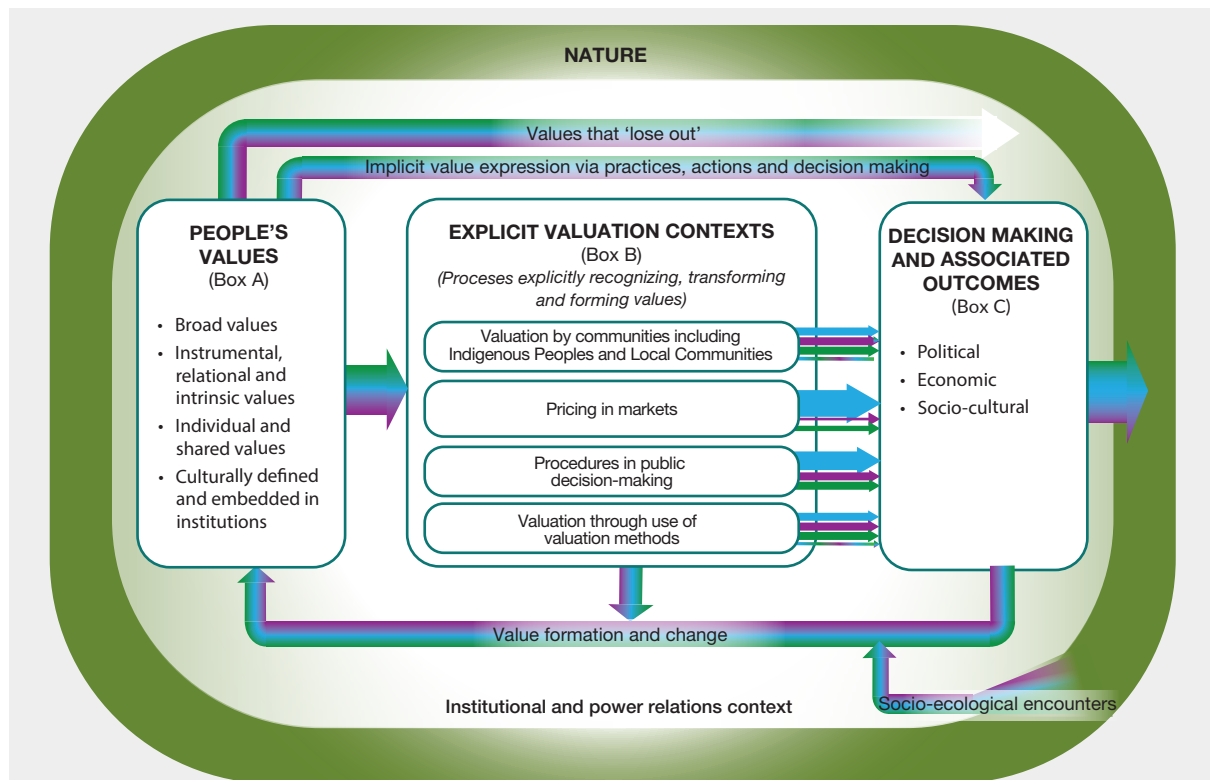 NATURE
Values that ‘lose out’
Implicit value expression via practices, actions and decision making
PEOPLE’S
VALUES
(Box A)
• Broad values
• Instrumental,
relational and
intrinsic values
• Individual and
shared values
• Culturally defined
and embedded in
institutions
EXPLICIT VALUATION CONTEXTS
(Box B)
(Proceses explicitly recognizing, transforming
and forming values)
Valuation by communities including
Indigenous Peoples and Local Communities
Pricing in markets
Procedures in public
decision-making
Valuation through use of
valuation methods
DECISION MAKING
AND ASSOCIATED
OUTCOMES
(Box C)
• Political
• Economic
• Socio-cultural
Value formation and change
Socio-ecological encounters
Institutional and power relations context